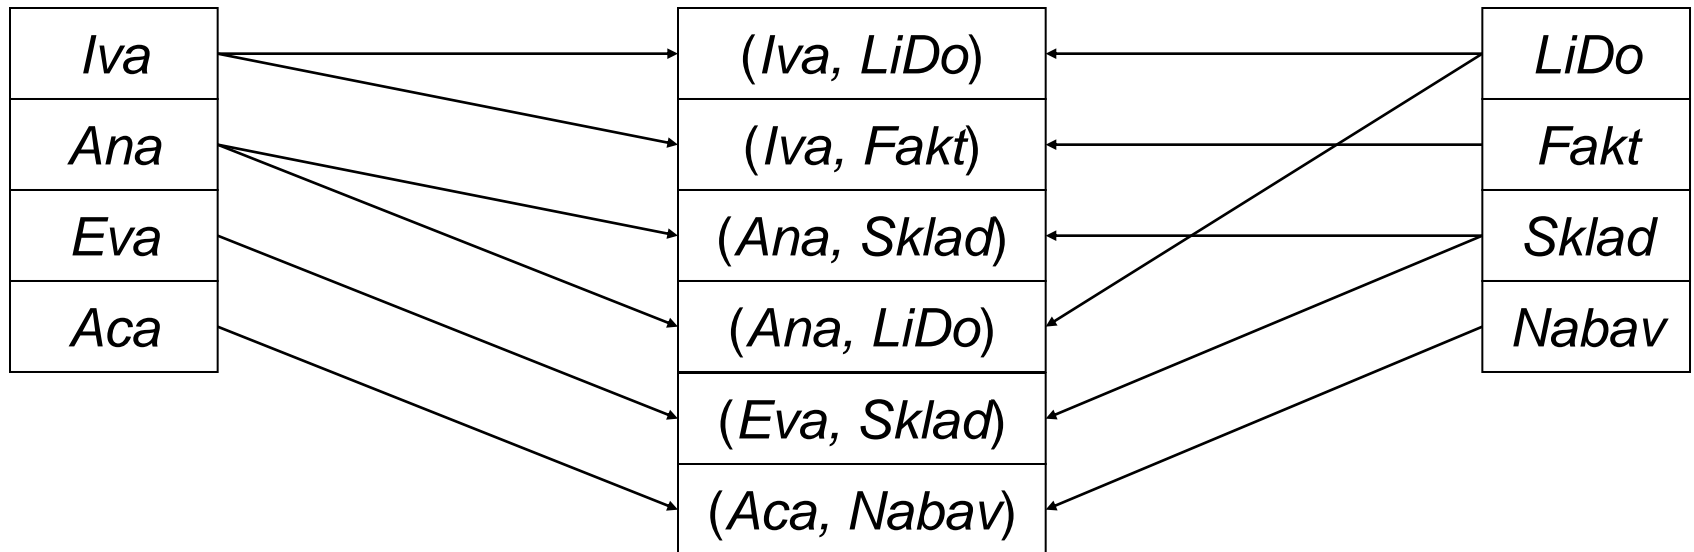 Iva
Ana
Eva
Aca
(Iva, LiDo)
(Iva, Fakt)
(Ana, Sklad)
(Ana, LiDo)
(Eva, Sklad)
(Aca, Nabav)
LiDo
Fakt
Sklad
Nabav